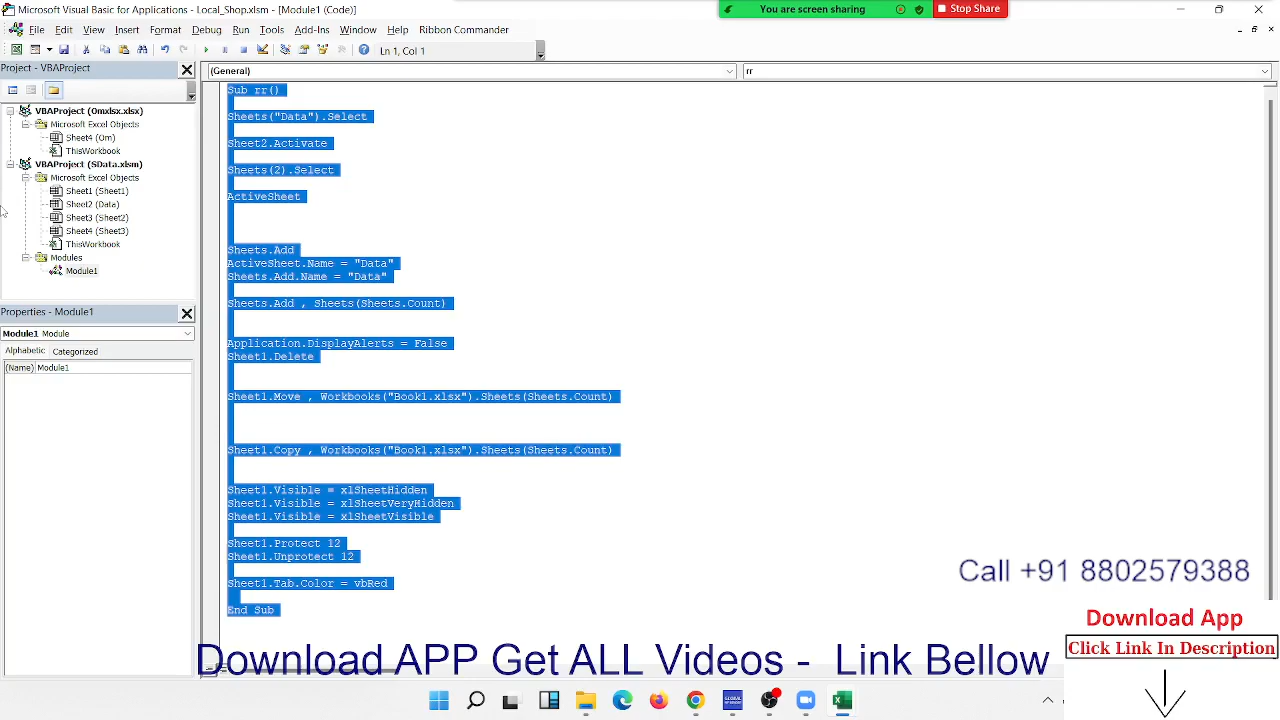 Microsoft Visual Basic for Applications - Local_Shop.xlsm - [Module1 (Code)]
You are screen sharing
Stop Share
File Edit View Insert Format Debug Run Tools Add-Ins Window Help Ribbon Commander
Ln 1, Col 1
Project - VBAProject
(General)
rr
VBAProject (Omxlsx.xlsx)
Microsoft Excel Objects
Sheet4 (Om)
ThisWorkbook
VBAProject (SData.xlsm)
Microsoft Excel Objects
Sheet1 (Sheet1)
Sheet2 (Data)
Sheet3 (Sheet2)
Sheet4 (Sheet3)
ThisWorkbook
Modules
Module1
Properties - Module1
Module1 Module
Alphabetic Categorized
(Name) Module1
Sub rr()
Sheets("Data").Select
Sheet2.Activate
Sheets(2).Select
ActiveSheet
Sheets.Add
ActiveSheet.Name = "Data"
Sheets.Add.Name = "Data"
Sheets.Add , Sheets(Sheets.Count)
Application.DisplayAlerts = False
Sheet1.Delete
Sheet1.Move , Workbooks("Book1.xlsx").Sheets(Sheets.Count)
Sheet1.Copy , Workbooks("Book1.xlsx").Sheets(Sheets.Count)
Sheet1.Visible = xlSheetHidden
Sheet1.Visible = xlSheetVeryHidden
Sheet1.Visible = xlSheetVisible
Sheet1.Protect 12
Sheet1.Unprotect 12
Sheet1.Tab.Color = vbRed
End Sub
Call +91 8802579388
Download App
Click Link In Description
Download APP Get ALL Videos - Link Bellow